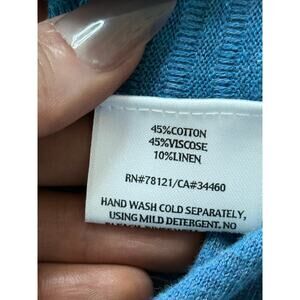 45%COTTON
45%VISCOSE
10%LINEN
RN#78121/CA#34460
HAND WASH COLD SEPARATELY,
USING MILD DETERGENT. NO